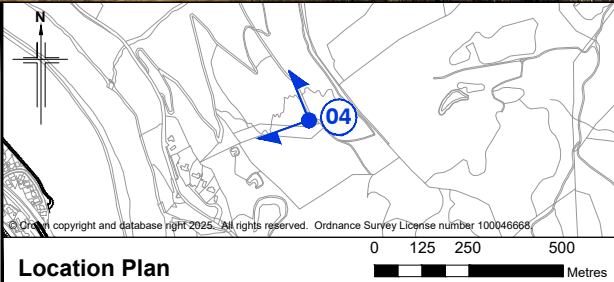 N
04
© Crown copyright and database right 2025. All rights reserved. Ordnance Survey License number 100046668.
Location Plan
0 125 250 500
Metres